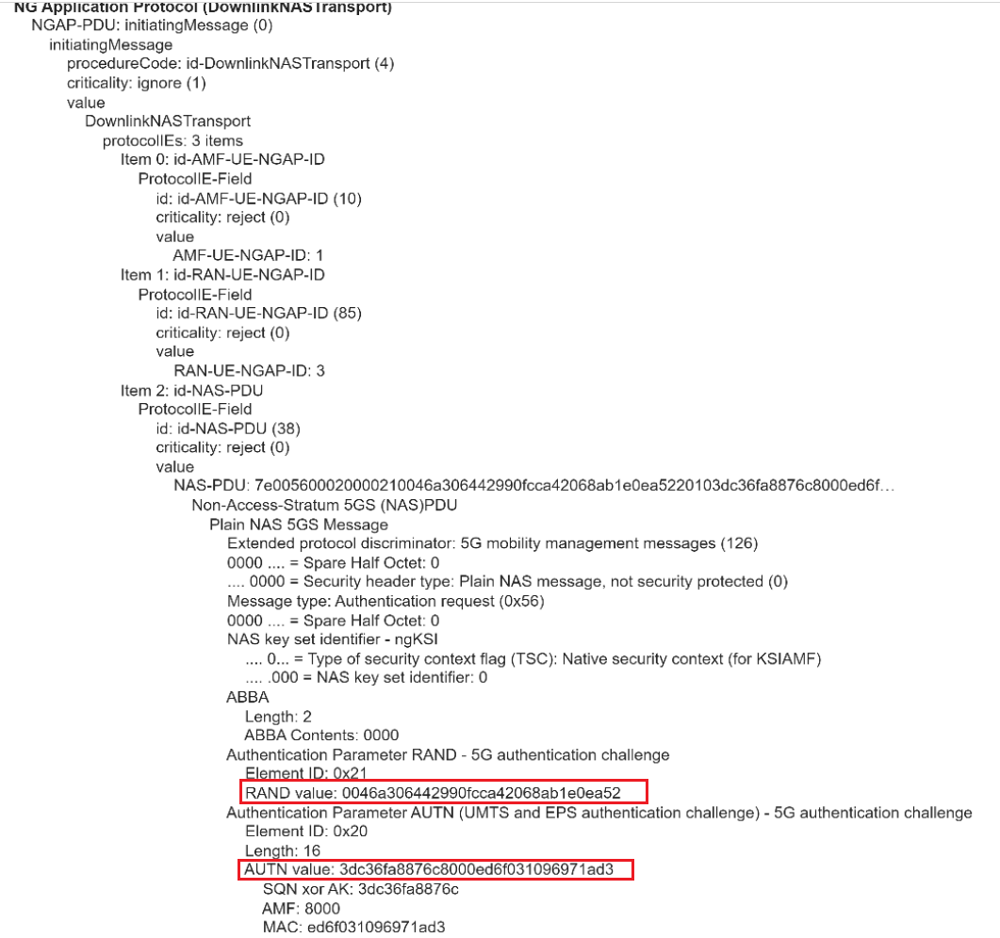 NG Application Protocol (DownlinkNASTransport)
NGAP-PDU: initiatingMessage (0)
initiatingMessage
procedureCode: id-DownlinkNASTransport (4)
criticality: ignore (1)
value
DownlinkNASTransport
protocolIEs: 3 items
Item 0: id-AMF-UE-NGAP-ID
ProtocolIE-Field
id: id-AMF-UE-NGAP-ID (10)
criticality: reject (0)
value
AMF-UE-NGAP-ID: 1
Item 1: id-RAN-UE-NGAP-ID
ProtocolIE-Field
id: id-RAN-UE-NGAP-ID (85)
criticality: reject (0)
value
RAN-UE-NGAP-ID: 3
Item 2: id-NAS-PDU
ProtocolIE-Field
id: id-NAS-PDU (38)
criticality: reject (0)
value
NAS-PDU: 7e005600020000210046a306442990fcca42068ab1e0ea5220103dc36fa8876c8000ed6f…
Non-Access-Stratum 5GS (NAS)PDU
Plain NAS 5GS Message
Extended protocol discriminator: 5G mobility management messages (126)
0000 .... = Spare Half Octet: 0
.... 0000 = Security header type: Plain NAS message, not security protected (0)
Message type: Authentication request (0x56)
0000 .... = Spare Half Octet: 0
NAS key set identifier - ngKSI
.... 0... = Type of security context flag (TSC): Native security context (for KSIAMF)
.... .000 = NAS key set identifier: 0
ABBA
Length: 2
ABBA Contents: 0000
Authentication Parameter RAND - 5G authentication challenge
Element ID: 0x21
RAND value: 0046a306442990fcca42068ab1e0ea52
Authentication Parameter AUTN (UMTS and EPS authentication challenge) - 5G authentication challenge
Element ID: 0x20
Length: 16
AUTN value: 3dc36fa8876c8000ed6f031096971ad3
SQN xor AK: 3dc36fa8876c
AMF: 8000
MAC: ed6f031096971ad3